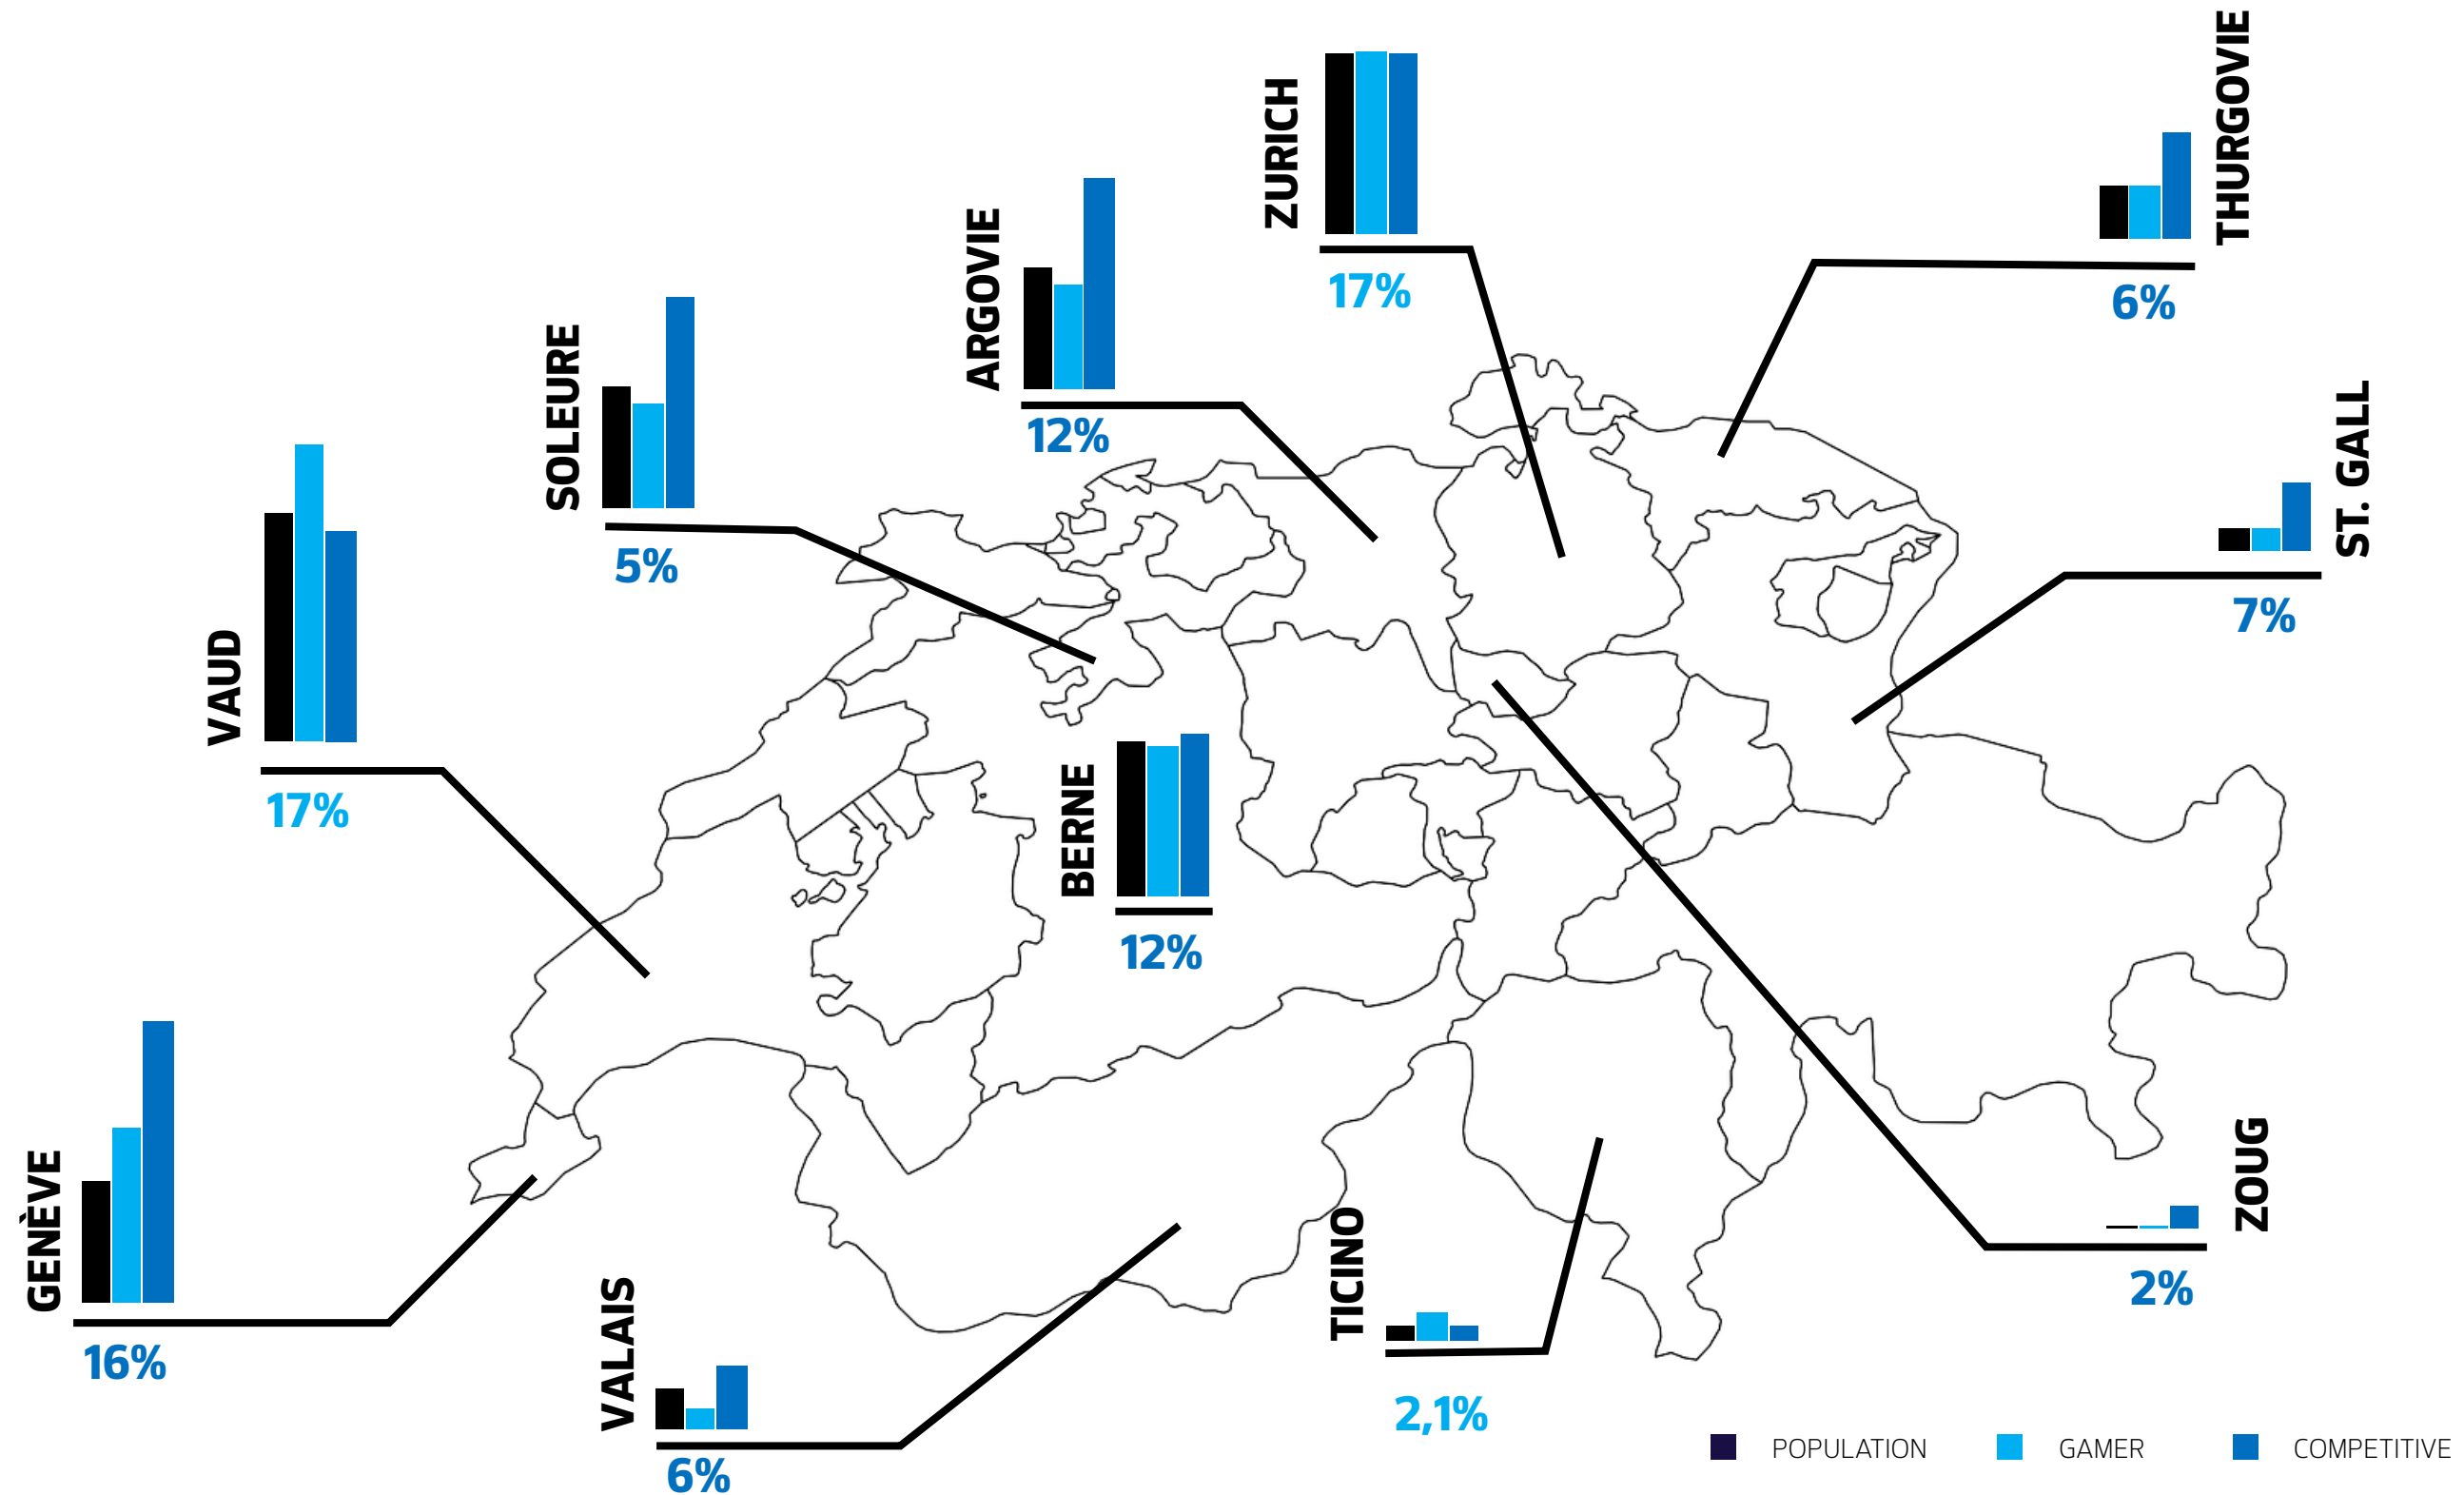 THURGOVIE
6%
ZURICH
17%
ARGOVIE
12%
SOLEURE
5%
ST. GALL
7%
VAUD
17%
BERNE
12%
GENÈVE
16%
VALAIS
6%
TICINO
2,1%
ZOUG
2%
POPULATION
GAMER
COMPETITIVE